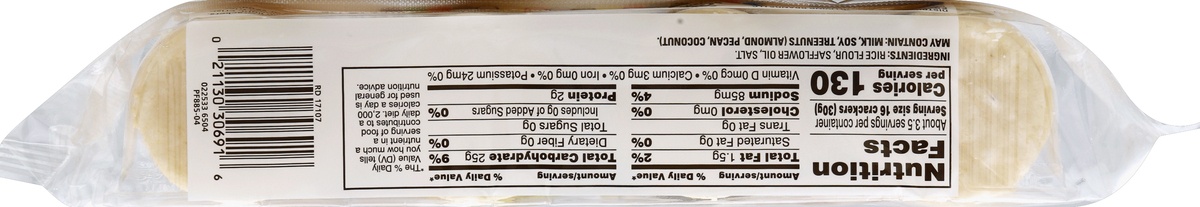 Nutrition
Facts
About 3.5 servings per container
Serving size 16 crackers (30g)
Calories 130
per serving
Amount/serving % Daily Value*
Total Fat 1.5g 2%
Saturated Fat 0g 0%
Trans Fat 0g
Cholesterol 0mg 0%
Sodium 85mg 4%
Amount/serving % Daily Value*
Total Carbohydrate 25g 9%
Dietary Fiber 0g 0%
Total Sugars 0g
Includes 0g of Added Sugars 0%
Protein 2g
Vitamin D 0mcg 0% • Calcium 3mg 0% • Iron 0mg 0% • Potassium 24mg 0%
*The % Daily
Value (DV) tells
you how much a
nutrient in a
serving of food
contributes to a
daily diet. 2,000
calories a day is
used for general
nutrition advice.
INGREDIENTS: RICE FLOUR, SAFFLOWER OIL, SALT.
MAY CONTAIN: MILK, SOY, TREENUTS (ALMOND, PECAN, COCONUT).
RD 17107
0 21130 30691 6
022533 6504
PF885-04